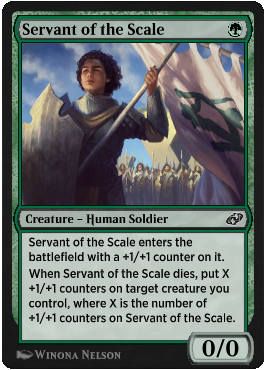 Servant of the Scale
Creature – Human Soldier
Servant of the Scale enters the
battlefield with a +1/+1 counter on it.
When Servant of the Scale dies, put X
+1/+1 counters on target creature you
control, where X is the number of
+1/+1 counters on Servant of the Scale.
Winona Nelson
0/0